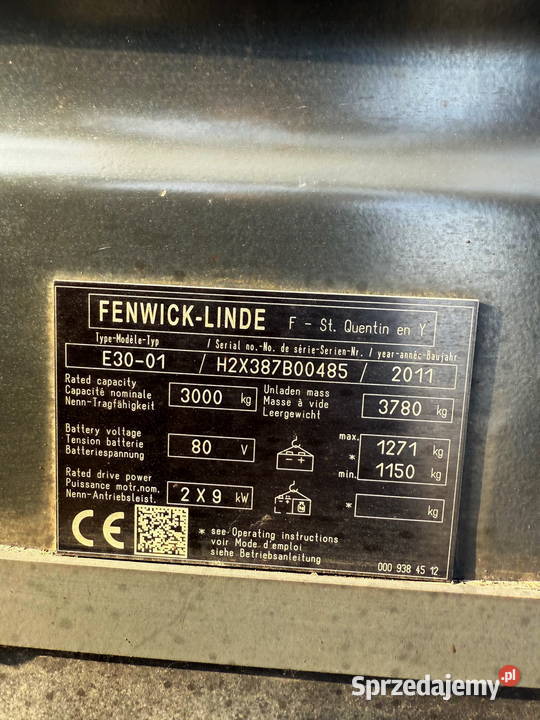 FENWICK-LINDE F - St. Quentin en Y
Type-Modèle-Typ / Serial no.-No. de série-Serien-Nr. / year-année-Baujahr
E30-01 / H2X387B00485 / 2011
Rated capacity
Capacité nominale
Nenn-Tragfähigkeit
3000 kg
Unladen mass
Masse à vide
Leergewicht
3780 kg
Battery voltage
Tension batterie
Batteriespannung
80 V
- +
max. 1271 kg
*
min. 1150 kg
Rated drive power
Puissance motr.nom.
Nenn-Antriebsleist.
2 X 9 kW
* kg
CE
* see Operating instructions
voir Mode d'emploi
siehe Betriebsanleitung
000 938 45 12
Sprzedajemy.pl